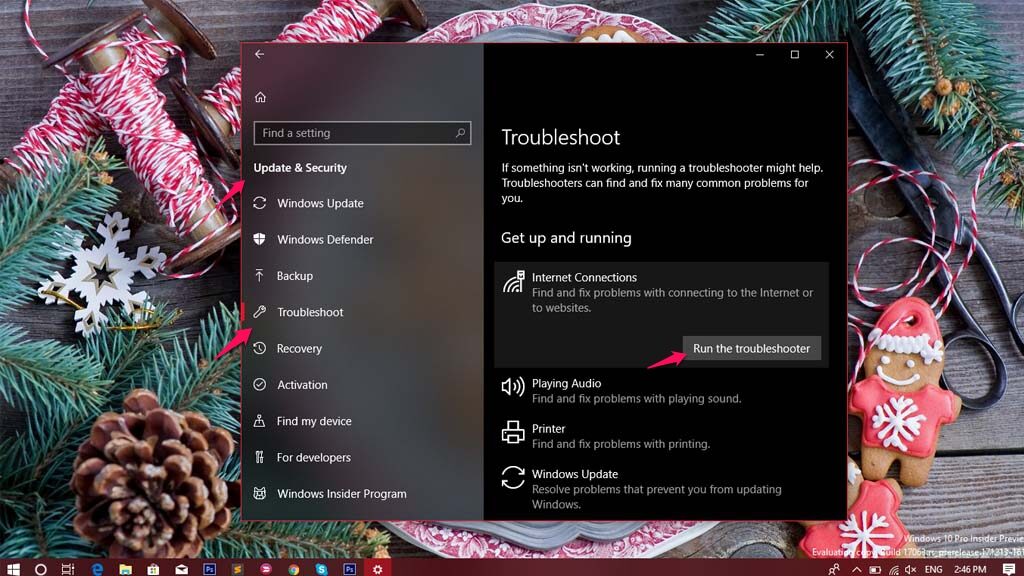 Find a setting
Update & Security
Windows Update
Windows Defender
Backup
Troubleshoot
Recovery
Activation
Find my device
For developers
Windows Insider Program
Troubleshoot
If something isn't working, running a troubleshooter might help.
Troubleshooters can find and fix many common problems for
you.
Get up and running
Internet Connections
Find and fix problems with connecting to the Internet or
to websites.
Run the troubleshooter
Playing Audio
Find and fix problems with playing sound.
Printer
Find and fix problems with printing.
Windows Update
Resolve problems that prevent you from updating
Windows.
Windows 10 Pro Insider Preview
Evaluation copy. Build
Ps
Ps
ENG
2:46 PM